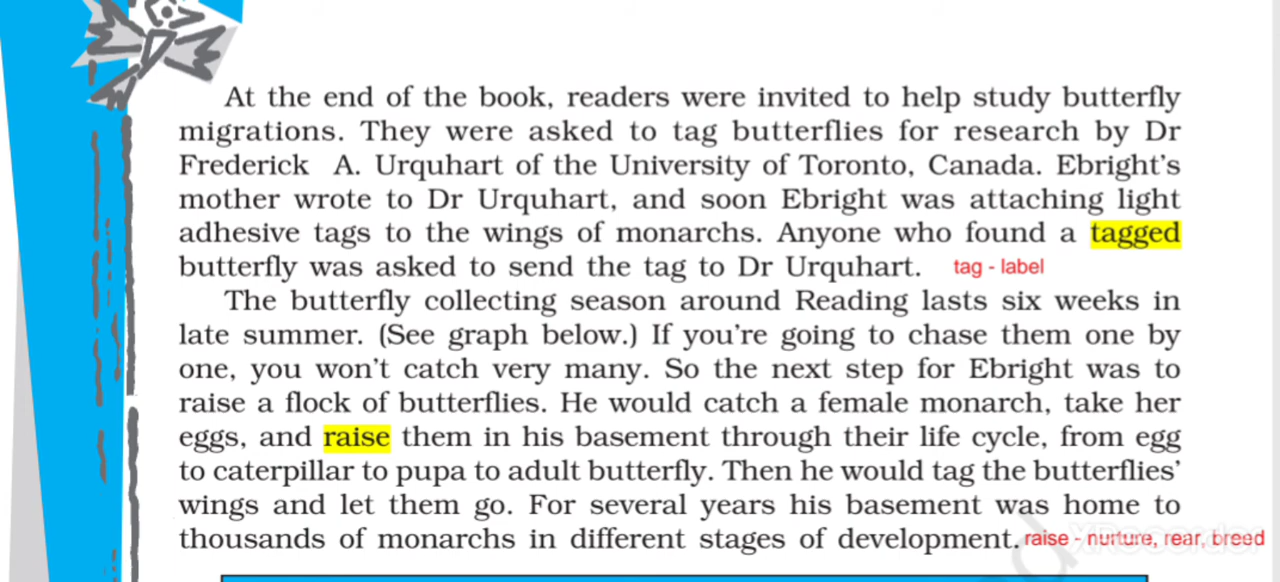 At the end of the book, readers were invited to help study butterfly
migrations. They were asked to tag butterflies for research by Dr
Frederick A. Urquhart of the University of Toronto, Canada. Ebright's
mother wrote to Dr Urquhart, and soon Ebright was attaching light
adhesive tags to the wings of monarchs. Anyone who found a tagged
butterfly was asked to send the tag to Dr Urquhart. tag - label
The butterfly collecting season around Reading lasts six weeks in
late summer. (See graph below.) If you're going to chase them one by
one, you won't catch very many. So the next step for Ebright was to
raise a flock of butterflies. He would catch a female monarch, take her
eggs, and raise them in his basement through their life cycle, from egg
to caterpillar to pupa to adult butterfly. Then he would tag the butterflies'
wings and let them go. For several years his basement was home to
thousands of monarchs in different stages of development. raise - nurture, rear, breed
XRecorder